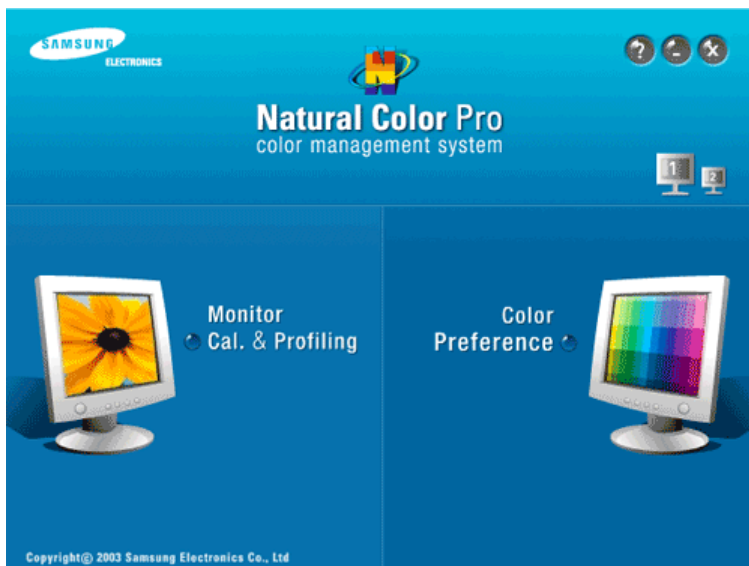 SAMSUNG
ELECTRONICS
? - x
N
Natural Color Pro
color management system
1 2
Monitor
Cal. & Profiling
Color
Preference
Copyright© 2003 Samsung Electronics Co., Ltd